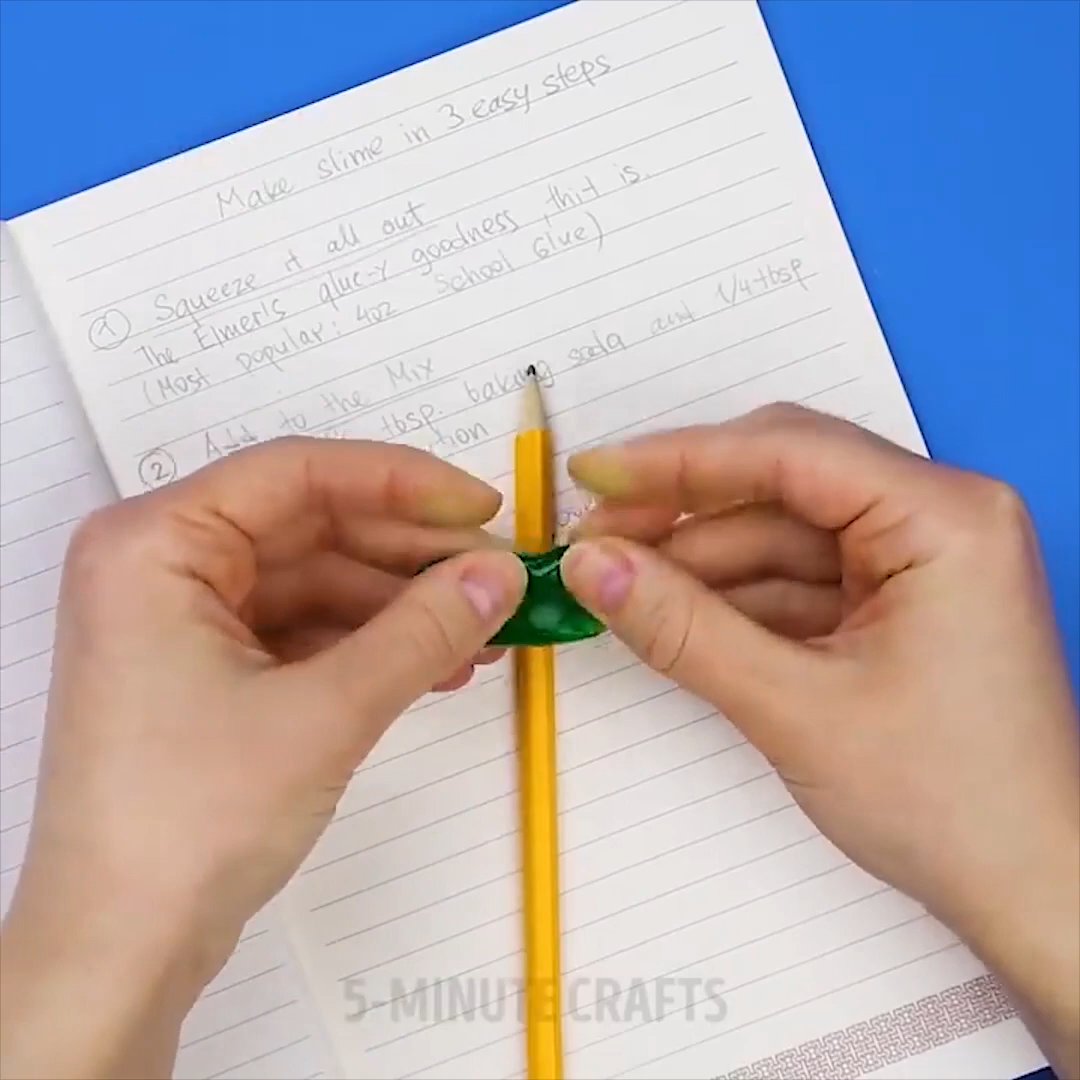 Make slime in 3 easy steps
① Squeeze it all out
The Elmer's glue-y goodness, thit is.
(Most popular: 4oz School Glue)
② Add to the Mix
tbsp. baking soda and 1/4 tbsp
5-MINUTE CRAFTS